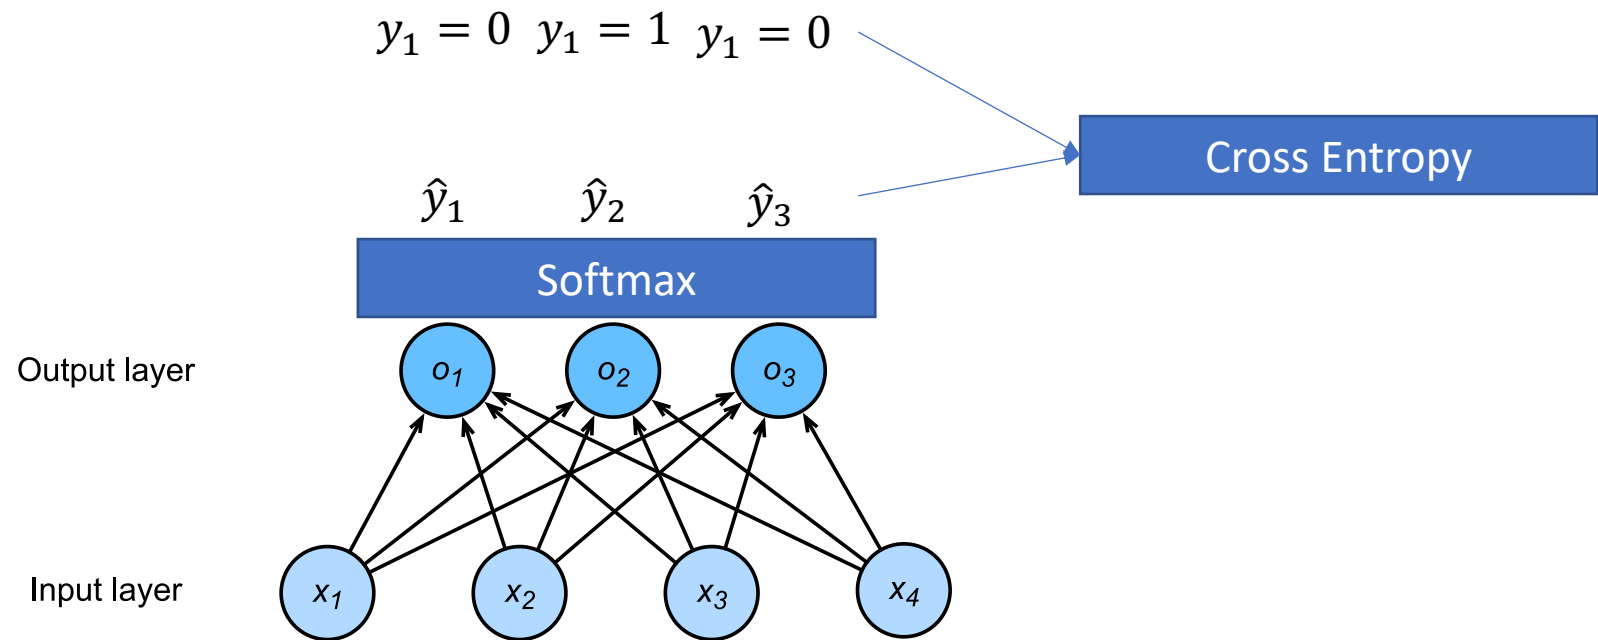 y₁ = 0 y₁ = 1 y₁ = 0
Cross Entropy
ŷ₁ ŷ₂ ŷ₃
Softmax
Output layer o₁ o₂ o₃
Input layer x₁ x₂ x₃ x₄